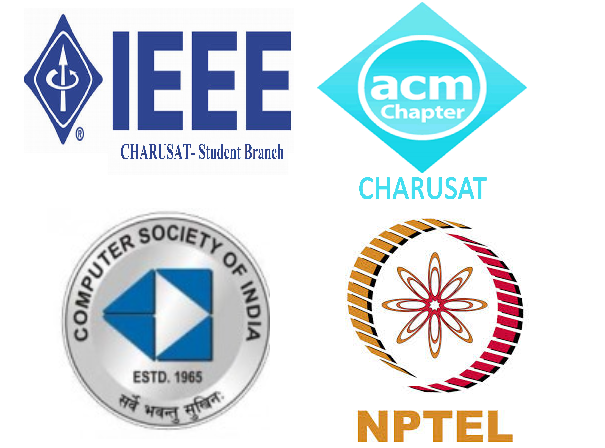 IEEE
®
CHARUSAT- Student Branch
acm
Chapter
CHARUSAT
COMPUTER SOCIETY OF INDIA
ESTD. 1965
सर्वे भवन्तु सुखिनः
NPTEL